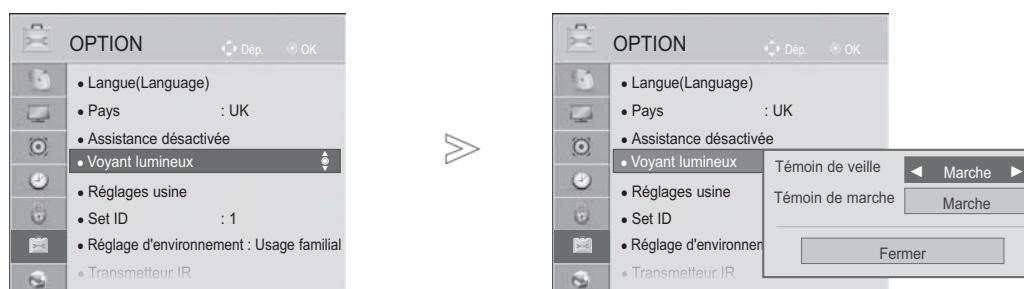 OPTION
Dép. OK
• Langue(Language)
• Pays : UK
• Assistance désactivée
• Voyant lumineux
• Réglages usine
• Set ID : 1
• Réglage d'environnement : Usage familial
• Transmetteur IR
OPTION
Dép. OK
• Langue(Language)
• Pays : UK
• Assistance désactivée
• Voyant lumineux
• Réglages usine
• Set ID
• Réglage d'environnem
• Transmetteur IR
Témoin de veille ◄ Marche ►
Témoin de marche Marche
Fermer